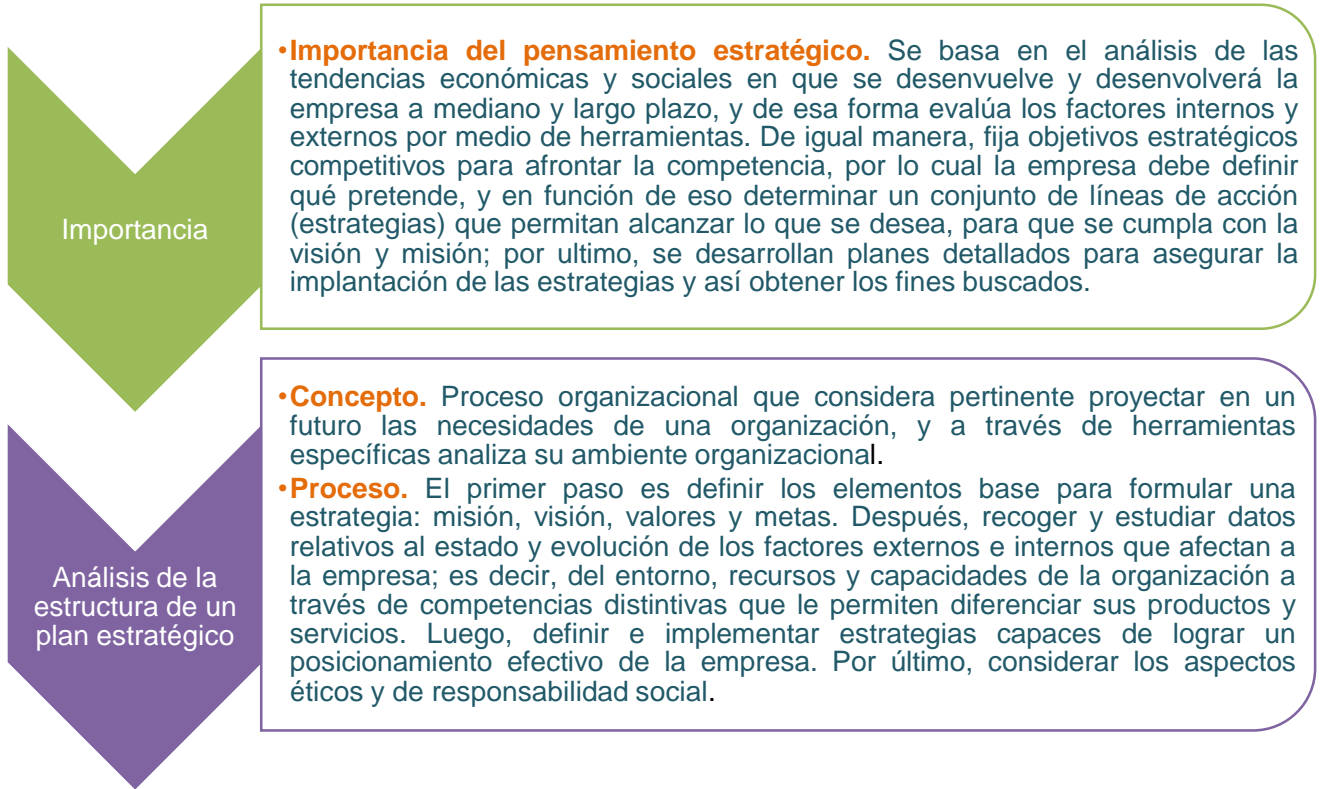 Importancia
•Importancia del pensamiento estratégico. Se basa en el análisis de las
tendencias económicas y sociales en que se desenvuelve y desenvolverá la
empresa a mediano y largo plazo, y de esa forma evalúa los factores internos y
externos por medio de herramientas. De igual manera, fija objetivos estratégicos
competitivos para afrontar la competencia, por lo cual la empresa debe definir
qué pretende, y en función de eso determinar un conjunto de líneas de acción
(estrategias) que permitan alcanzar lo que se desea, para que se cumpla con la
visión y misión; por ultimo, se desarrollan planes detallados para asegurar la
implantación de las estrategias y así obtener los fines buscados.
Análisis de la
estructura de un
plan estratégico
•Concepto. Proceso organizacional que considera pertinente proyectar en un
futuro las necesidades de una organización, y a través de herramientas
específicas analiza su ambiente organizacional.
•Proceso. El primer paso es definir los elementos base para formular una
estrategia: misión, visión, valores y metas. Después, recoger y estudiar datos
relativos al estado y evolución de los factores externos e internos que afectan a
la empresa; es decir, del entorno, recursos y capacidades de la organización a
través de competencias distintivas que le permiten diferenciar sus productos y
servicios. Luego, definir e implementar estrategias capaces de lograr un
posicionamiento efectivo de la empresa. Por último, considerar los aspectos
éticos y de responsabilidad social.